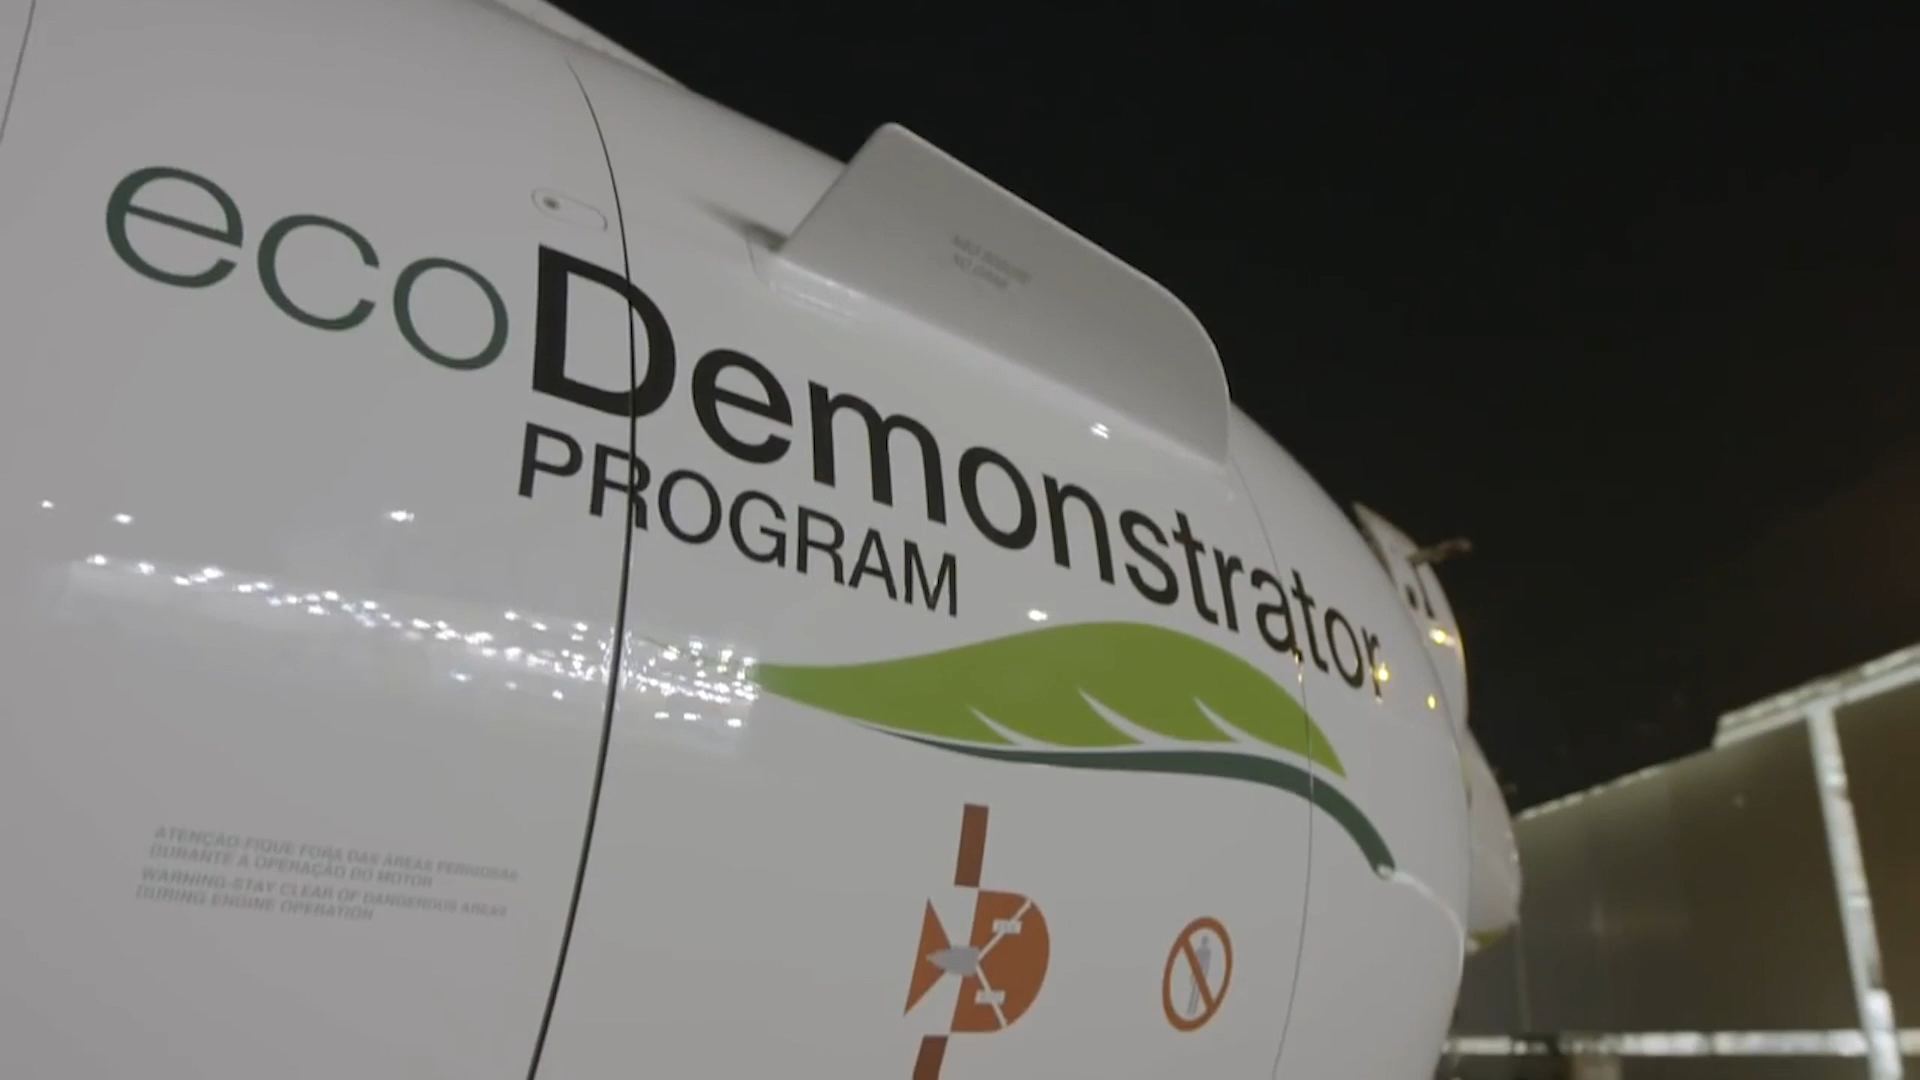 ecoDemonstrator
PROGRAM
ATENÇÃO-FIQUE FORA DAS ÁREAS PERIGOSAS
DURANTE A OPERAÇÃO DO MOTOR
WARNING-STAY CLEAR OF DANGEROUS AREAS
DURING ENGINE OPERATION